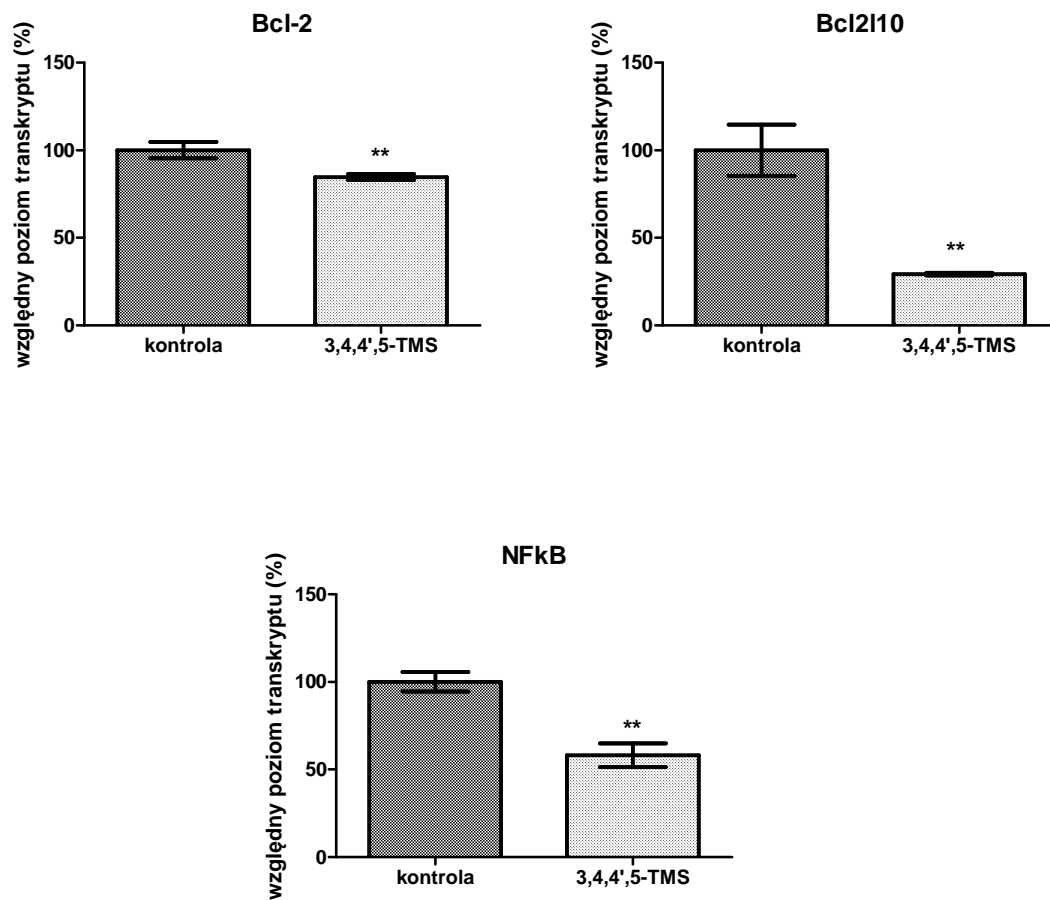 Bcl-2
względny poziom transkryptu (%)
150
100
50
0
**
kontrola
3,4,4',5-TMS
Bcl2l10
względny poziom transkryptu (%)
150
100
50
0
**
kontrola
3,4,4',5-TMS
NFkB
względny poziom transkryptu (%)
150
100
50
0
**
kontrola
3,4,4',5-TMS